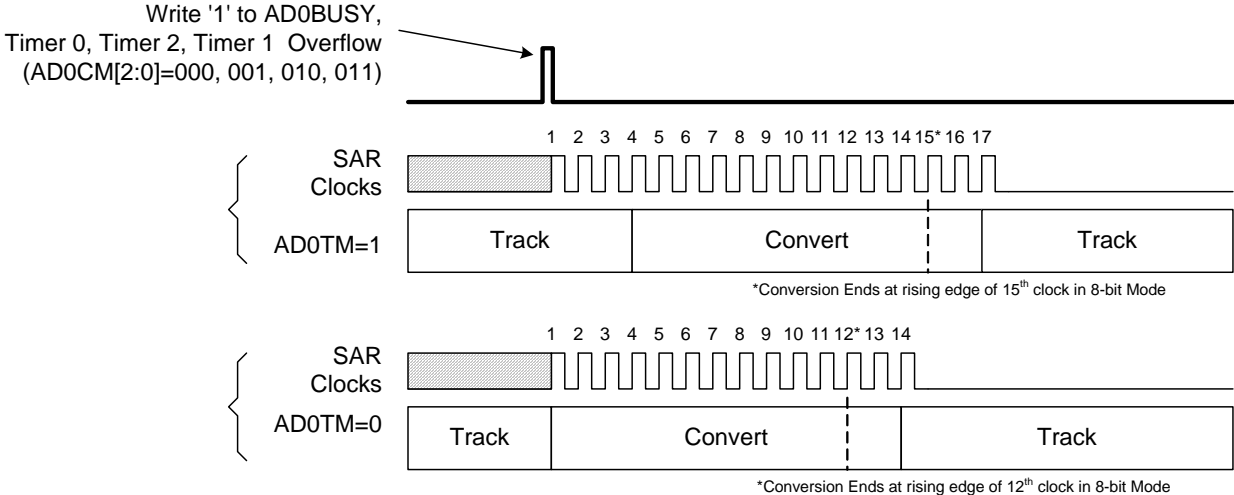 Write '1' to AD0BUSY,
Timer 0, Timer 2, Timer 1 Overflow
(AD0CM[2:0]=000, 001, 010, 011)
1 2 3 4 5 6 7 8 9 10 11 12 13 14 15* 16 17
SAR
Clocks
AD0TM=1
Track
Convert
Track
*Conversion Ends at rising edge of 15th clock in 8-bit Mode
1 2 3 4 5 6 7 8 9 10 11 12* 13 14
SAR
Clocks
AD0TM=0
Track
Convert
Track
*Conversion Ends at rising edge of 12th clock in 8-bit Mode